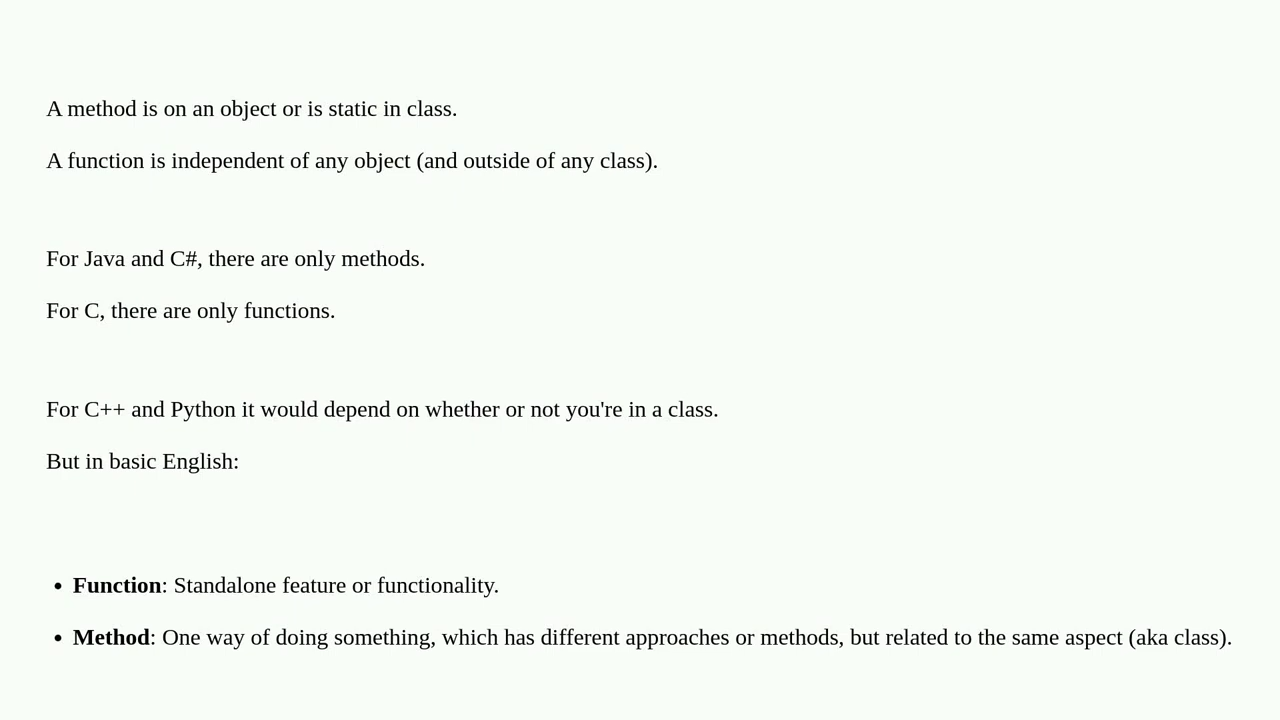 A method is on an object or is static in class.
A function is independent of any object (and outside of any class).
For Java and C#, there are only methods.
For C, there are only functions.
For C++ and Python it would depend on whether or not you're in a class.
But in basic English:
• Function: Standalone feature or functionality.
• Method: One way of doing something, which has different approaches or methods, but related to the same aspect (aka class).